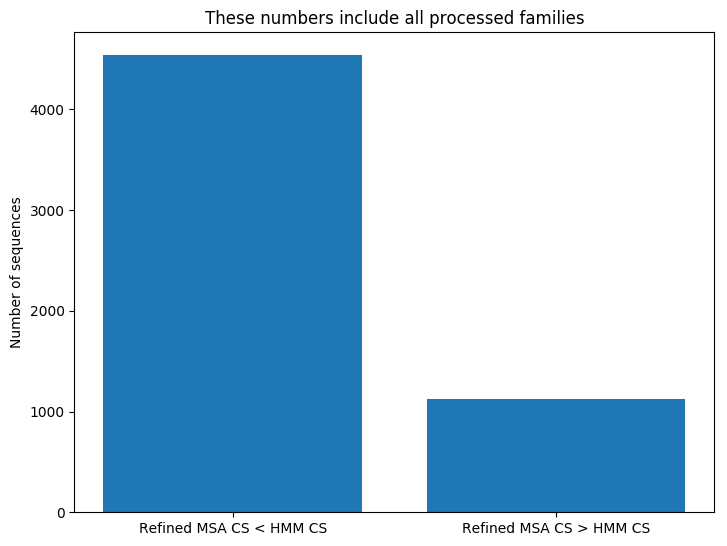 These numbers include all processed families
Number of sequences
4000
3000
2000
1000
0
Refined MSA CS < HMM CS
Refined MSA CS > HMM CS